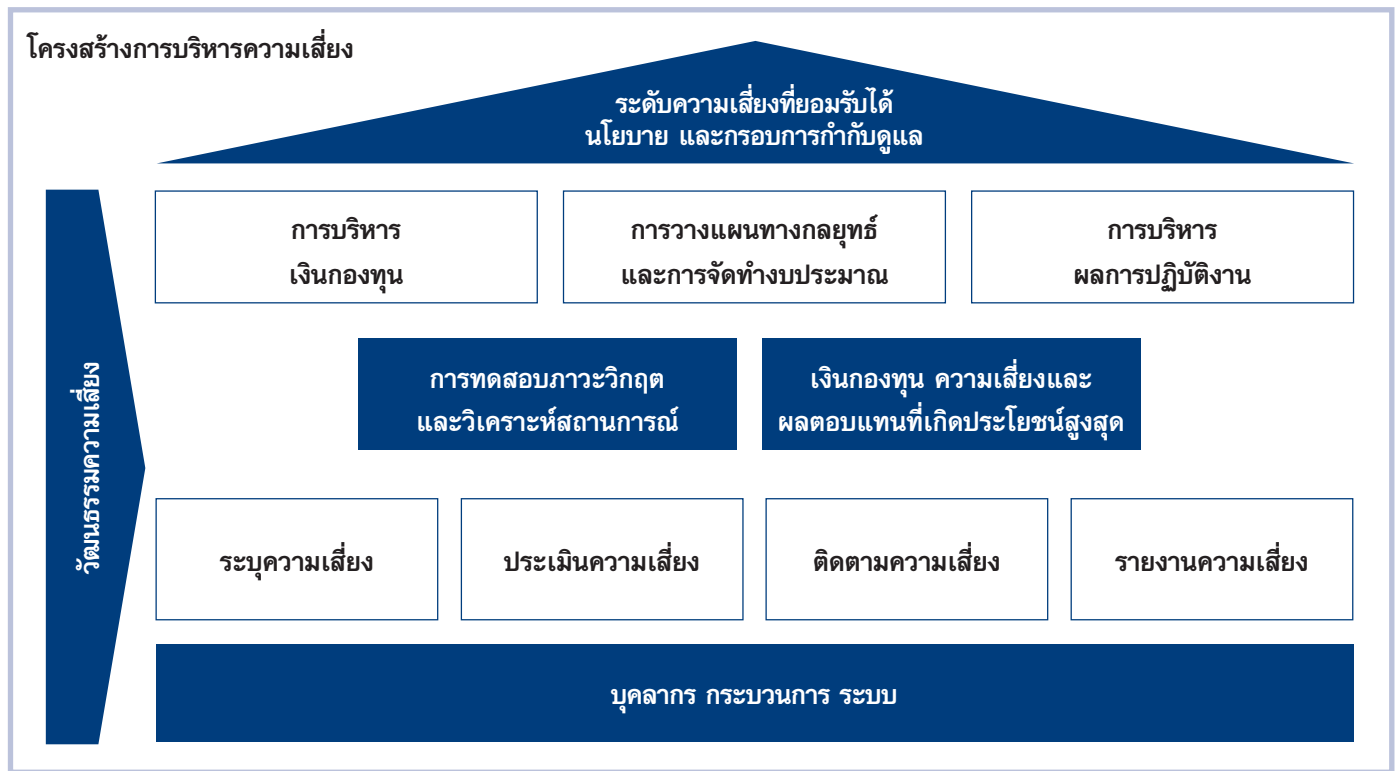 โครงสร้างการบริหารความเสี่ยง
ระดับความเสี่ยงที่ยอมรับได้
นโยบาย และกรอบการกำกับดูแล
วัฒนธรรมความเสี่ยง
การบริหาร
เงินกองทุน
การวางแผนทางกลยุทธ์
และการจัดทำงบประมาณ
การบริหาร
ผลการปฏิบัติงาน
การทดสอบภาวะวิกฤต
และวิเคราะห์สถานการณ์
เงินกองทุน ความเสี่ยงและ
ผลตอบแทนที่เกิดประโยชน์สูงสุด
ระบุความเสี่ยง
ประเมินความเสี่ยง
ติดตามความเสี่ยง
รายงานความเสี่ยง
บุคลากร กระบวนการ ระบบ